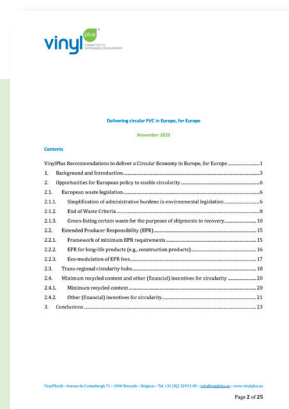 vinyl plus
COMMITTED TO
SUSTAINABLE DEVELOPMENT
Delivering circular PVC in Europe, for Europe
November 2025
Contents
VinylPlus Recommendations to deliver a Circular Economy in Europe, for Europe 1
1. Background and Introduction 3
2. Opportunities for European policy to enable circularity 6
2.1. European waste legislation 6
2.1.1. Simplification of administrative burdens in environmental legislation 6
2.1.2. End of Waste Criteria 8
2.1.3. Green-listing certain waste for the purposes of shipments to recovery 10
2.2. Extended Producer Responsibility (EPR) 15
2.2.1. Framework of minimum EPR requirements 15
2.2.2. EPR for long-life products (e.g., construction products) 16
2.2.3. Eco-modulation of EPR fees 17
2.3. Trans-regional circularity hubs 18
2.4. Minimum recycled content and other (financial) incentives for circularity 20
2.4.1. Minimum recycled content 20
2.4.2. Other (financial) incentives for circularity 21
3. Conclusions 23
Page 2 of 25